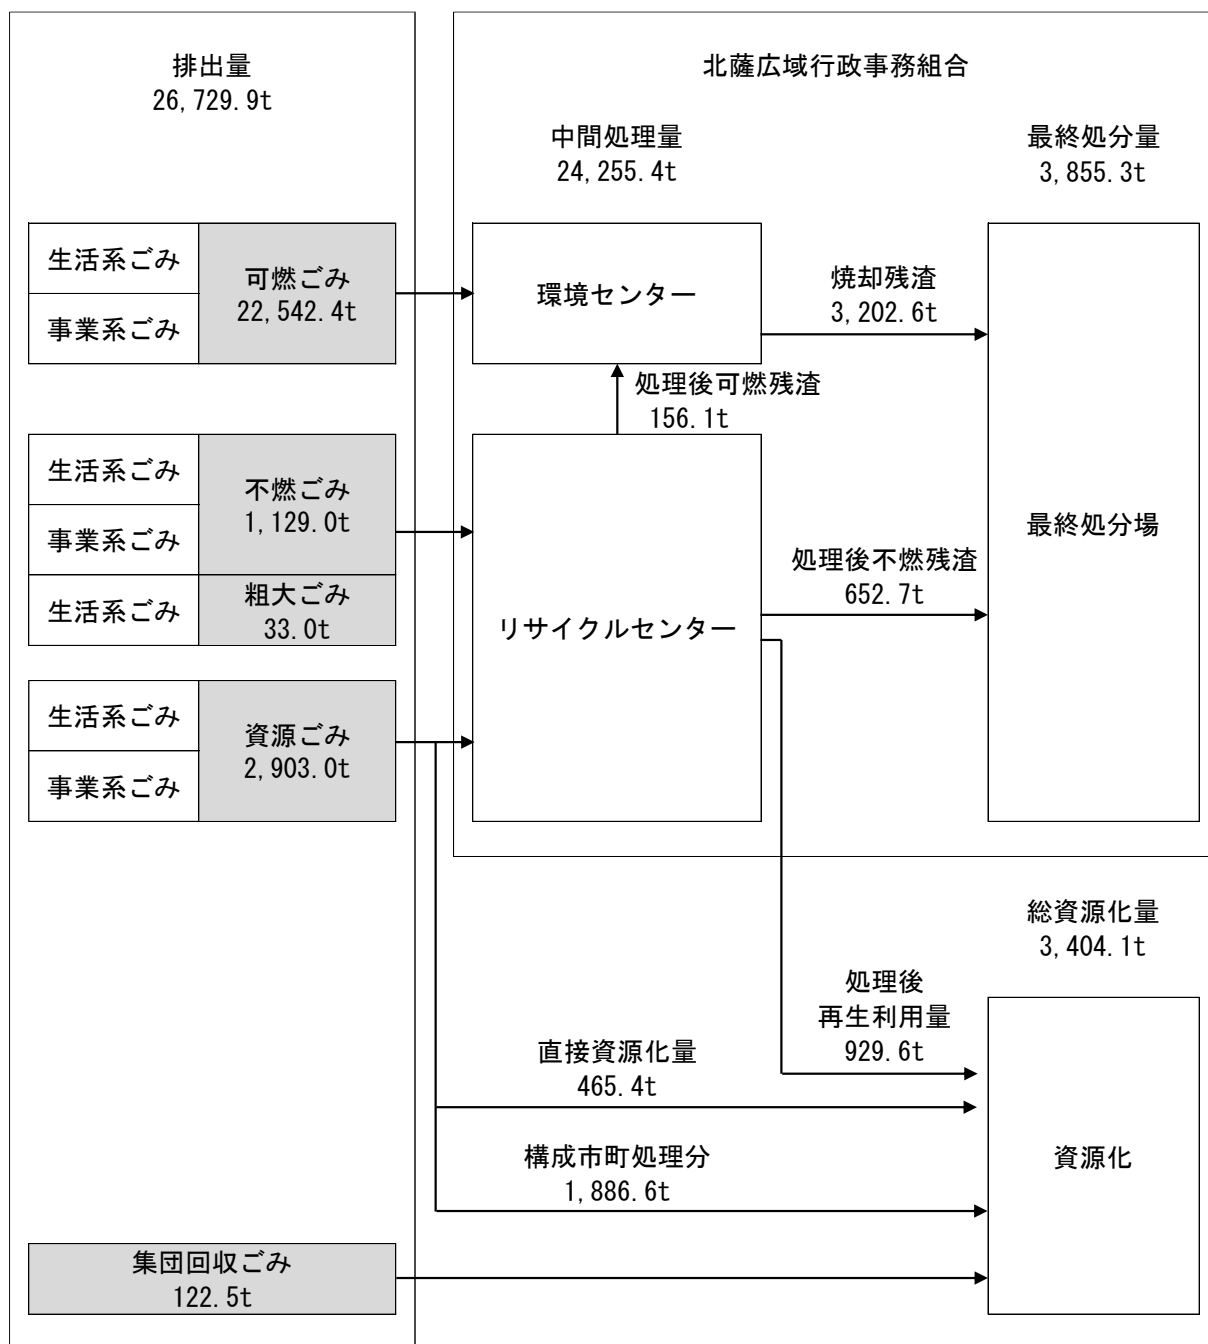 排出量
26,729.9t
北薩広域行政事務組合
中間処理量
24,255.4t
最終処分量
3,855.3t
生活系ごみ
事業系ごみ
可燃ごみ
22,542.4t
環境センター
焼却残渣
3,202.6t
処理後可燃残渣
156.1t
生活系ごみ
事業系ごみ
不燃ごみ
1,129.0t
生活系ごみ
粗大ごみ
33.0t
リサイクルセンター
処理後不燃残渣
652.7t
最終処分場
生活系ごみ
事業系ごみ
資源ごみ
2,903.0t
総資源化量
3,404.1t
処理後
再生利用量
929.6t
直接資源化量
465.4t
構成市町処理分
1,886.6t
資源化
集団回収ごみ
122.5t